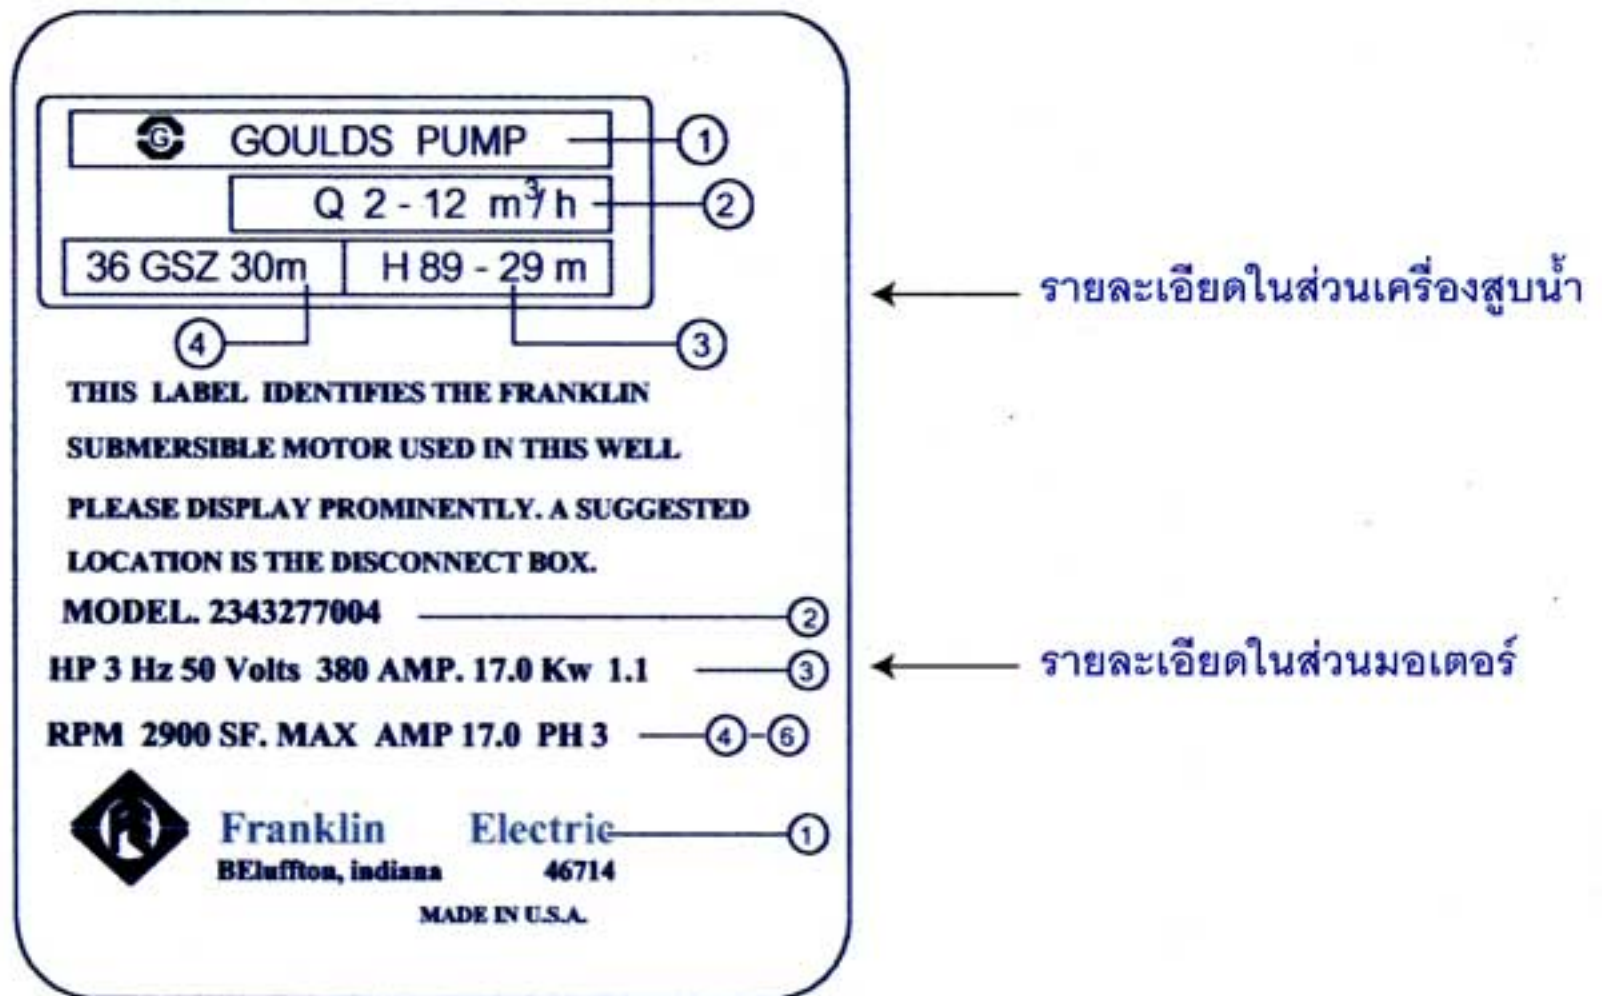 G GOULDS PUMP ①
Q 2 - 12 m³/h ②
36 GSZ 30m H 89 - 29 m
④ ③
รายละเอียดในส่วนเครื่องสูบน้ำ
THIS LABEL IDENTIFIES THE FRANKLIN
SUBMERSIBLE MOTOR USED IN THIS WELL
PLEASE DISPLAY PROMINENTLY. A SUGGESTED
LOCATION IS THE DISCONNECT BOX.
MODEL. 2343277004 ②
HP 3 Hz 50 Volts 380 AMP. 17.0 Kw 1.1 ③
รายละเอียดในส่วนมอเตอร์
RPM 2900 SF. MAX AMP 17.0 PH 3 ④-⑥
Franklin Electric ①
BEluffton, indiana 46714
MADE IN U.S.A.